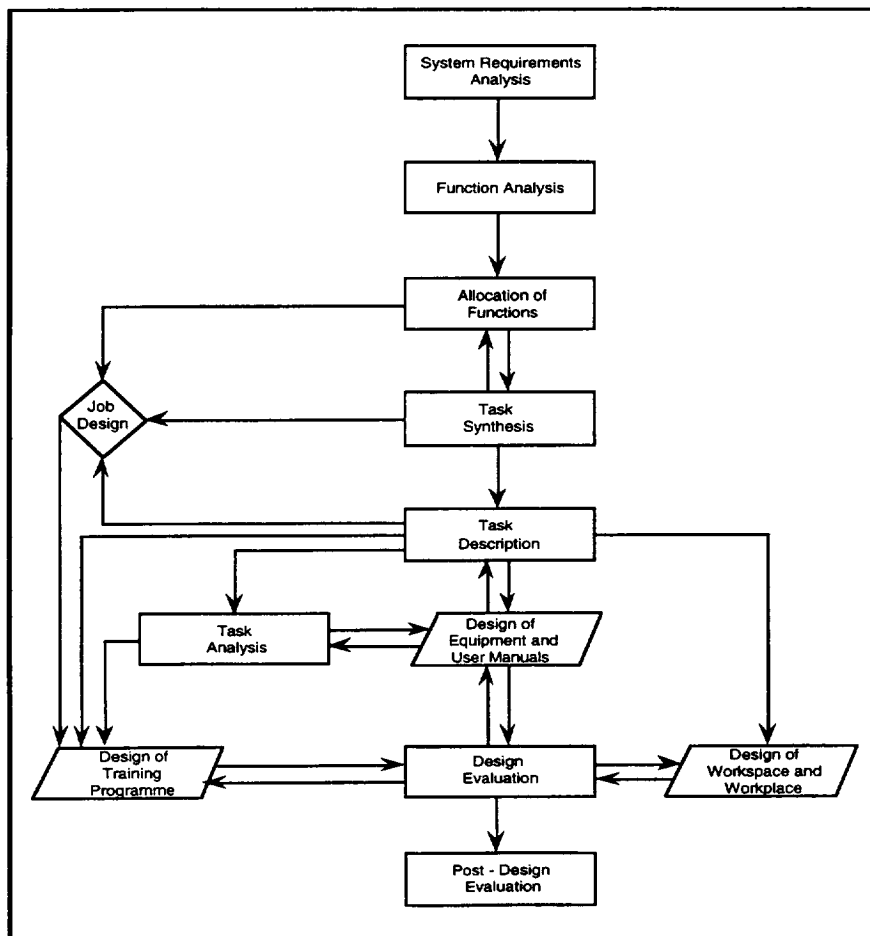 System Requirements
Analysis
Function Analysis
Allocation of
Functions
Job
Design
Task
Synthesis
Task
Description
Task
Analysis
Design of
Equipment and
User Manuals
Design of
Training
Programme
Design
Evaluation
Design of
Workspace and
Workplace
Post - Design
Evaluation